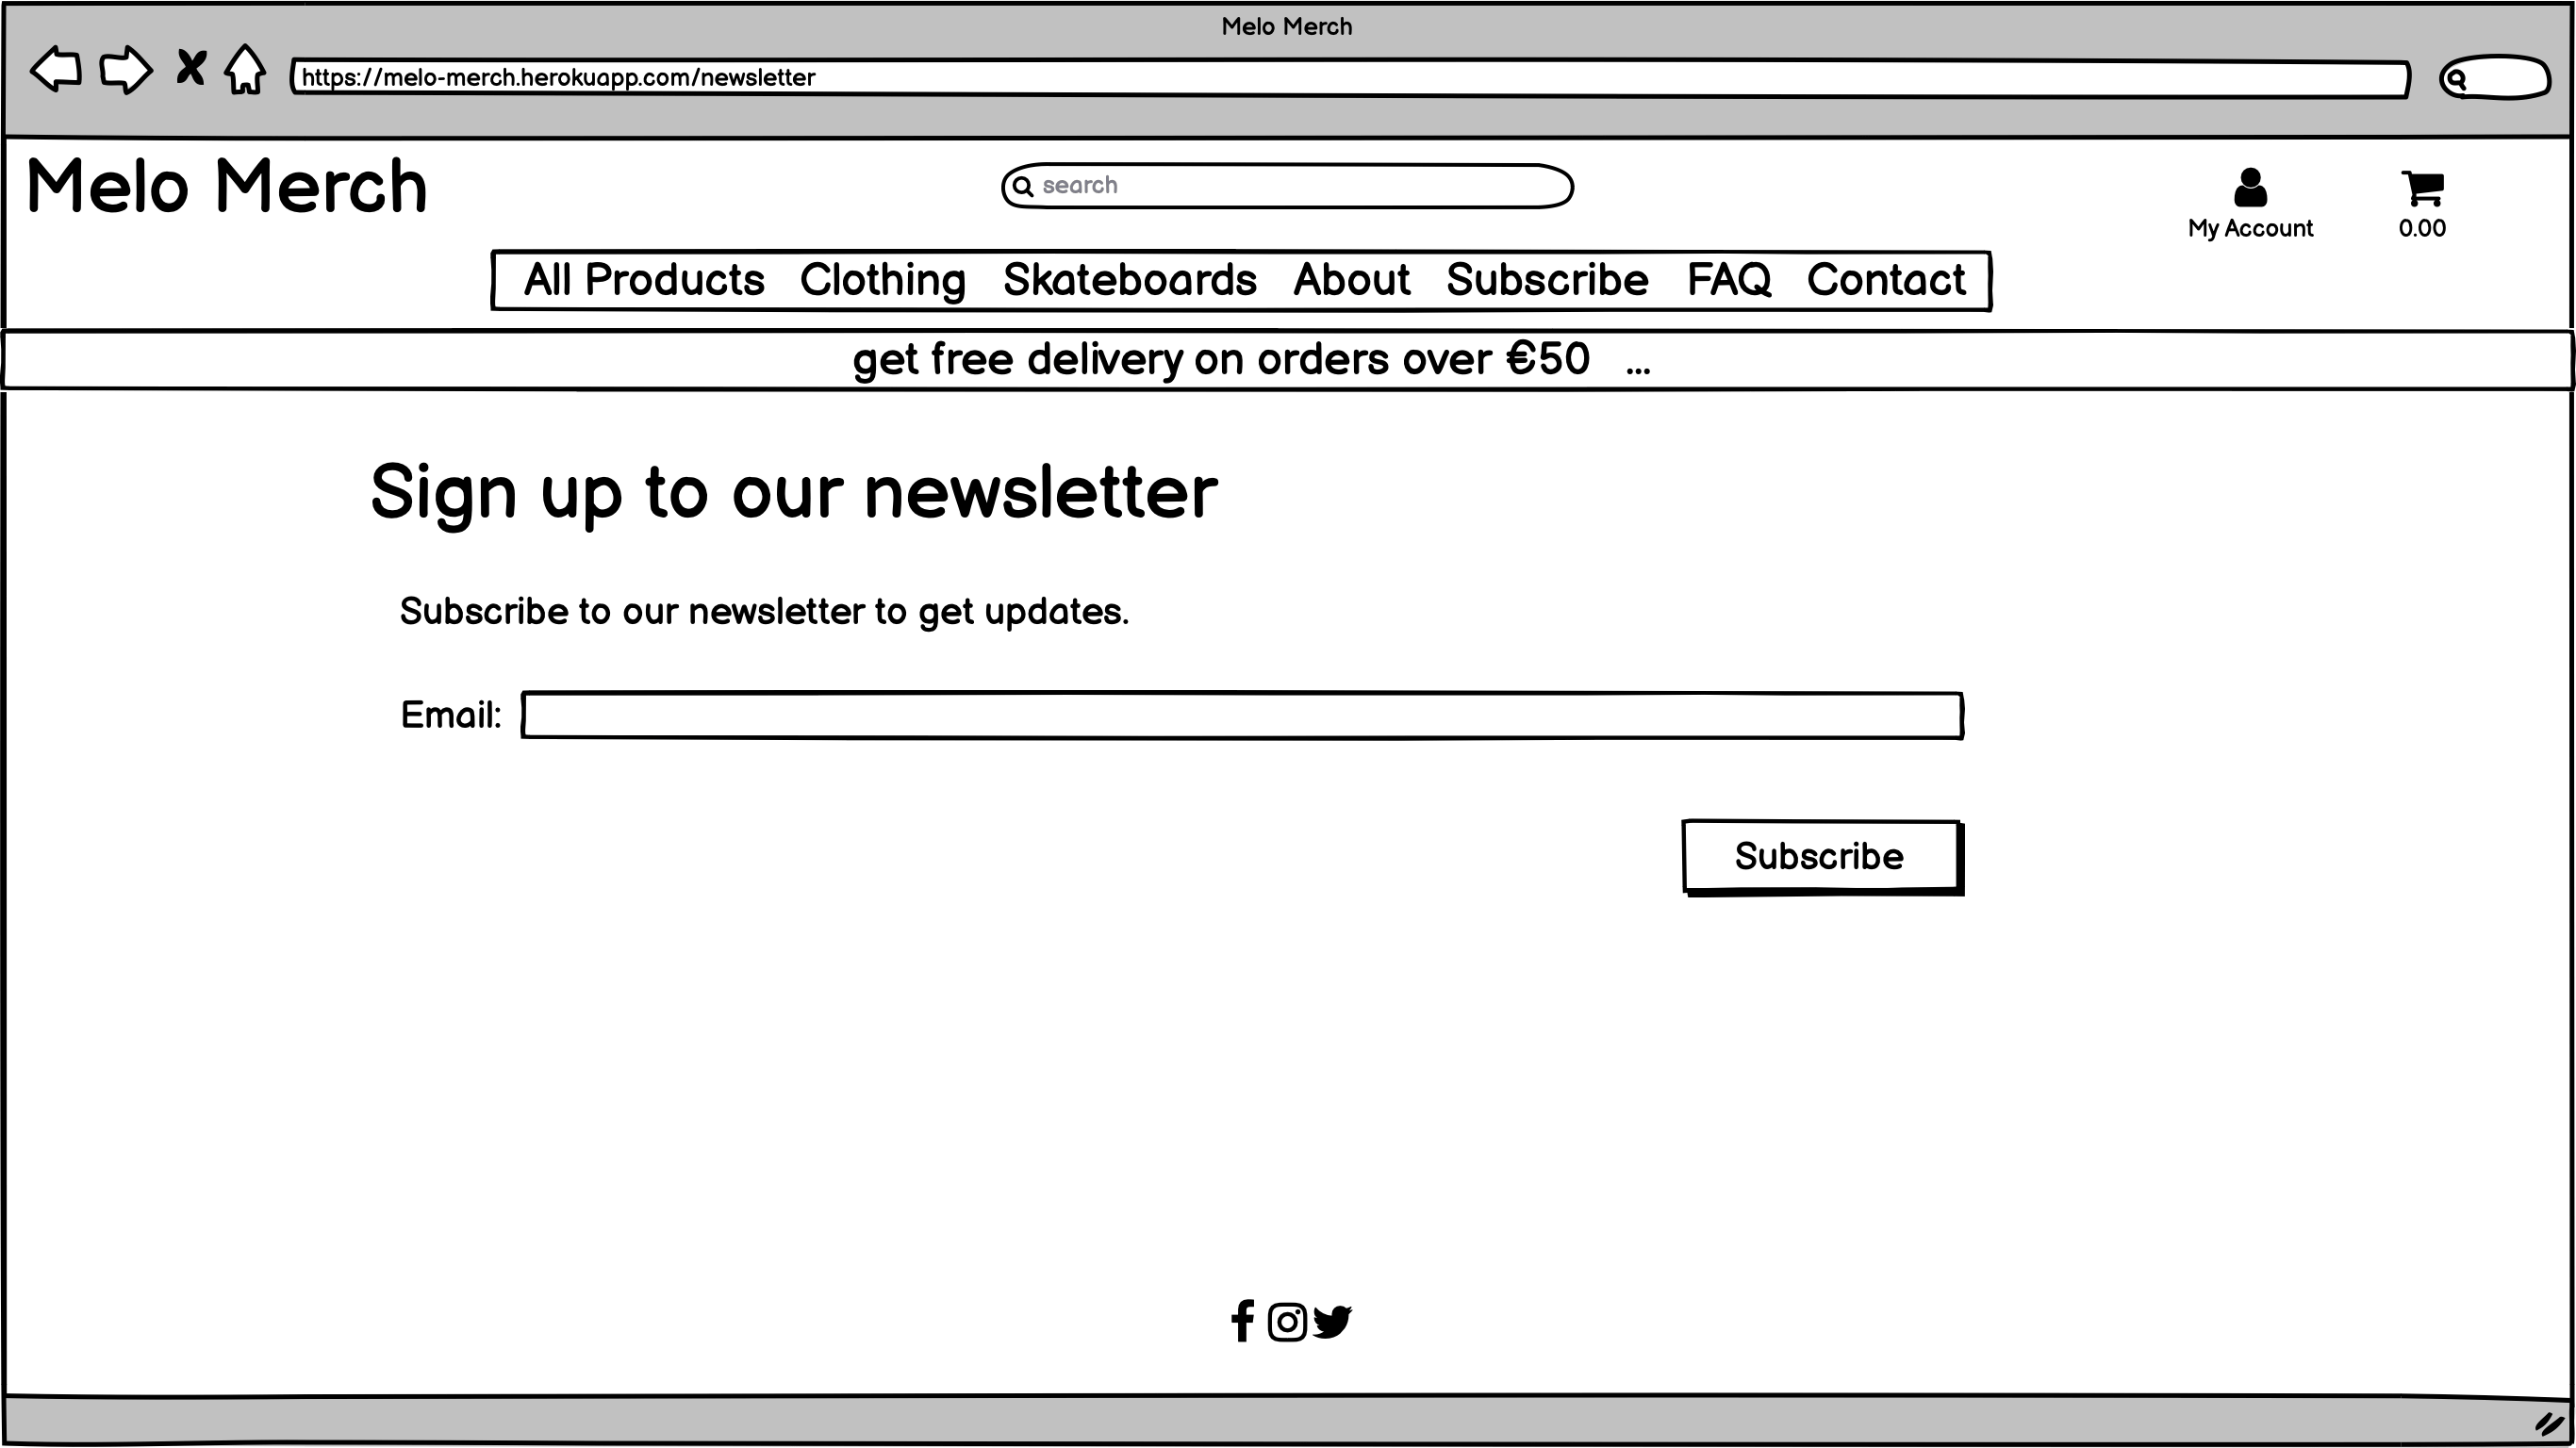 Melo Merch
https://melo-merch.herokuapp.com/newsletter
Melo Merch
search
My Account
0.00
All Products Clothing Skateboards About Subscribe FAQ Contact
get free delivery on orders over €50 ...
Sign up to our newsletter
Subscribe to our newsletter to get updates.
Email:
Subscribe